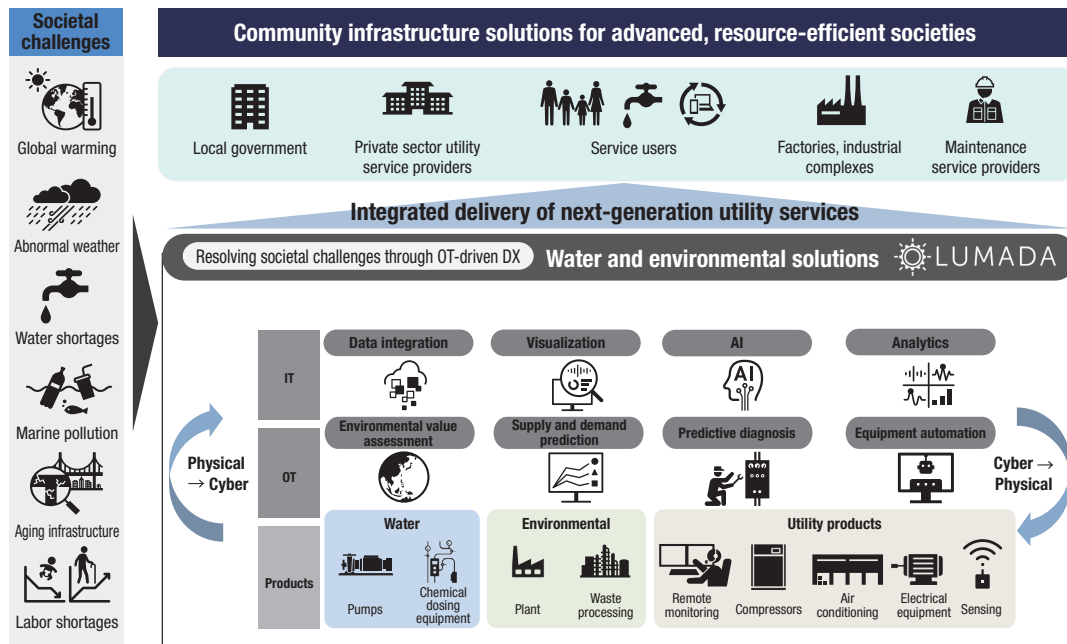 Societal
challenges
Global warming
Abnormal weather
Water shortages
Marine pollution
Aging infrastructure
Labor shortages
Community infrastructure solutions for advanced, resource-efficient societies
Local government
Private sector utility
service providers
Service users
Factories, industrial
complexes
Maintenance
service providers
Integrated delivery of next-generation utility services
Resolving societal challenges through OT-driven DX
Water and environmental solutions
LUMADA
Physical
→ Cyber
IT
Data integration
Visualization
AI
AI
Analytics
OT
Environmental value
assessment
Supply and demand
prediction
Predictive diagnosis
Equipment automation
Cyber →
Physical
Products
Water
Pumps
Chemical
dosing
equipment
Environmental
Plant
Waste
processing
Utility products
Remote
monitoring
Compressors
Air
conditioning
Electrical
equipment
Sensing